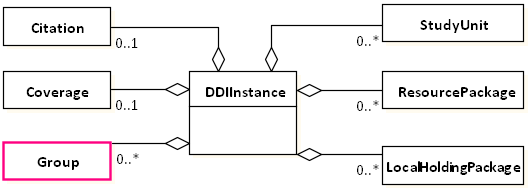 Citation
0..1
StudyUnit
0..*
Coverage
0..1
DDIInstance
ResourcePackage
0..*
Group
0..*
LocalHoldingPackage
0..*